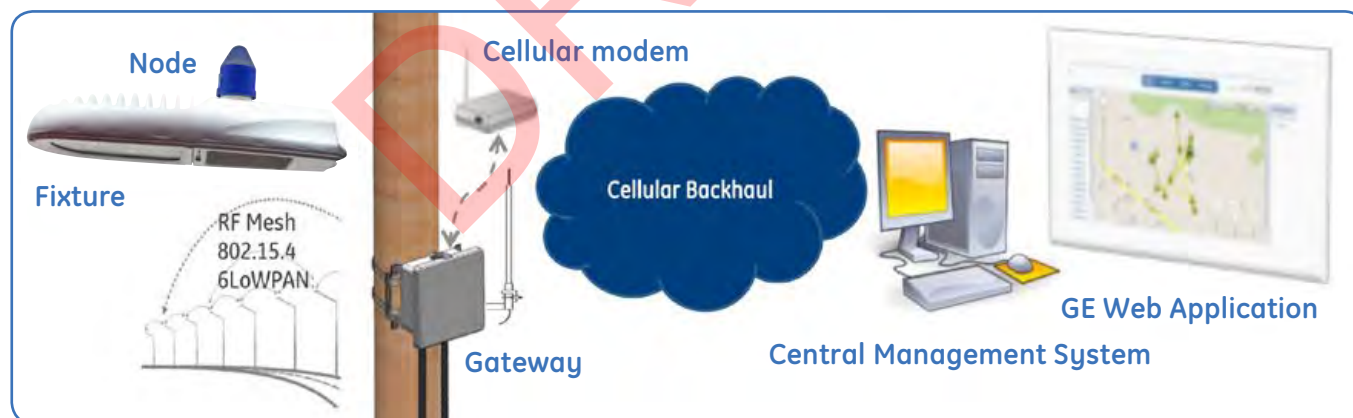 Node
Cellular modem
Fixture
RF Mesh
802.15.4
6LoWPAN
Cellular Backhaul
Gateway
Central Management System
GE Web Application